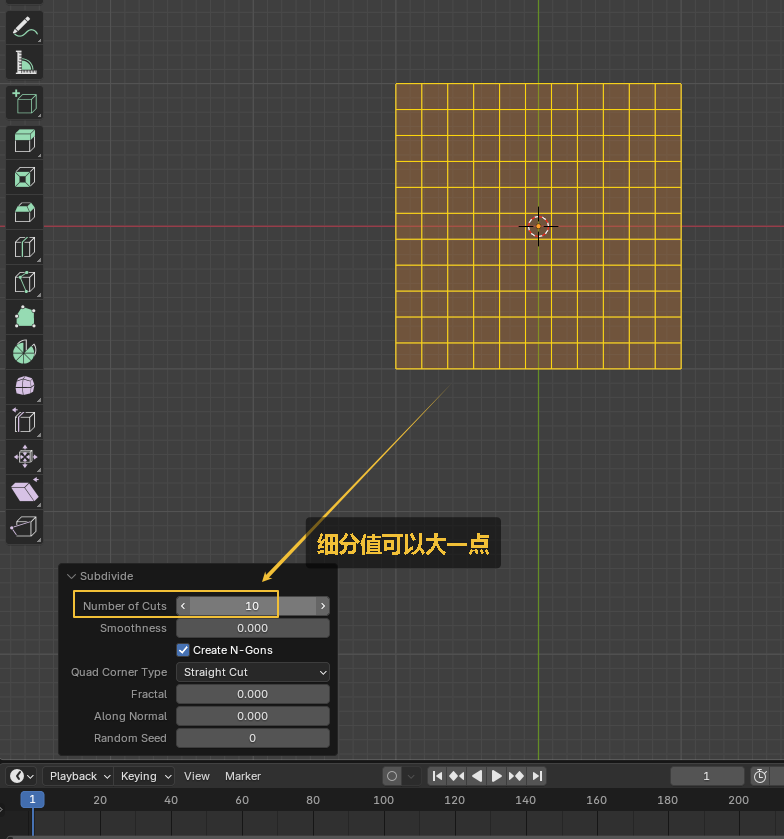 细分值可以大一点
Subdivide
Number of Cuts 10
Smoothness 0.000
Create N-Gons
Quad Corner Type Straight Cut
Fractal 0.000
Along Normal 0.000
Random Seed 0
Playback Keying View Marker 1
1 20 40 60 80 100 120 140 160 180 200